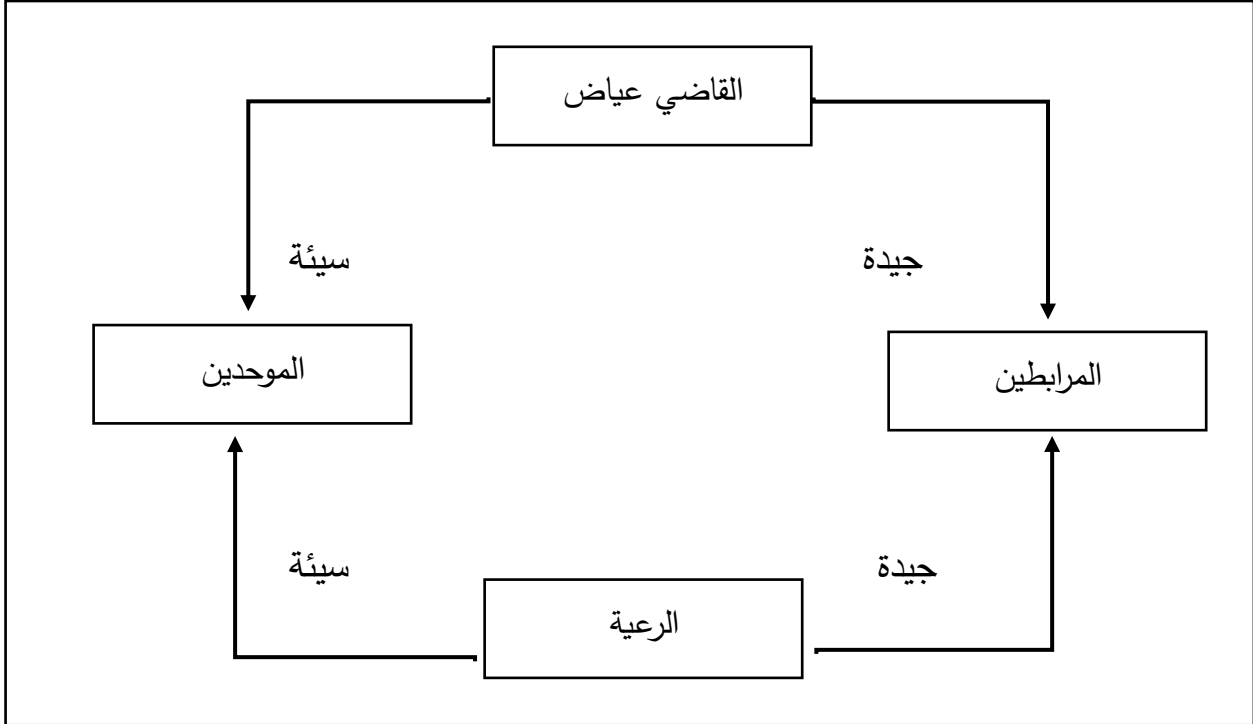 القاضي عياض
جيدة
سيئة
المرابطين
الموحدين
جيدة
سيئة
الرعية